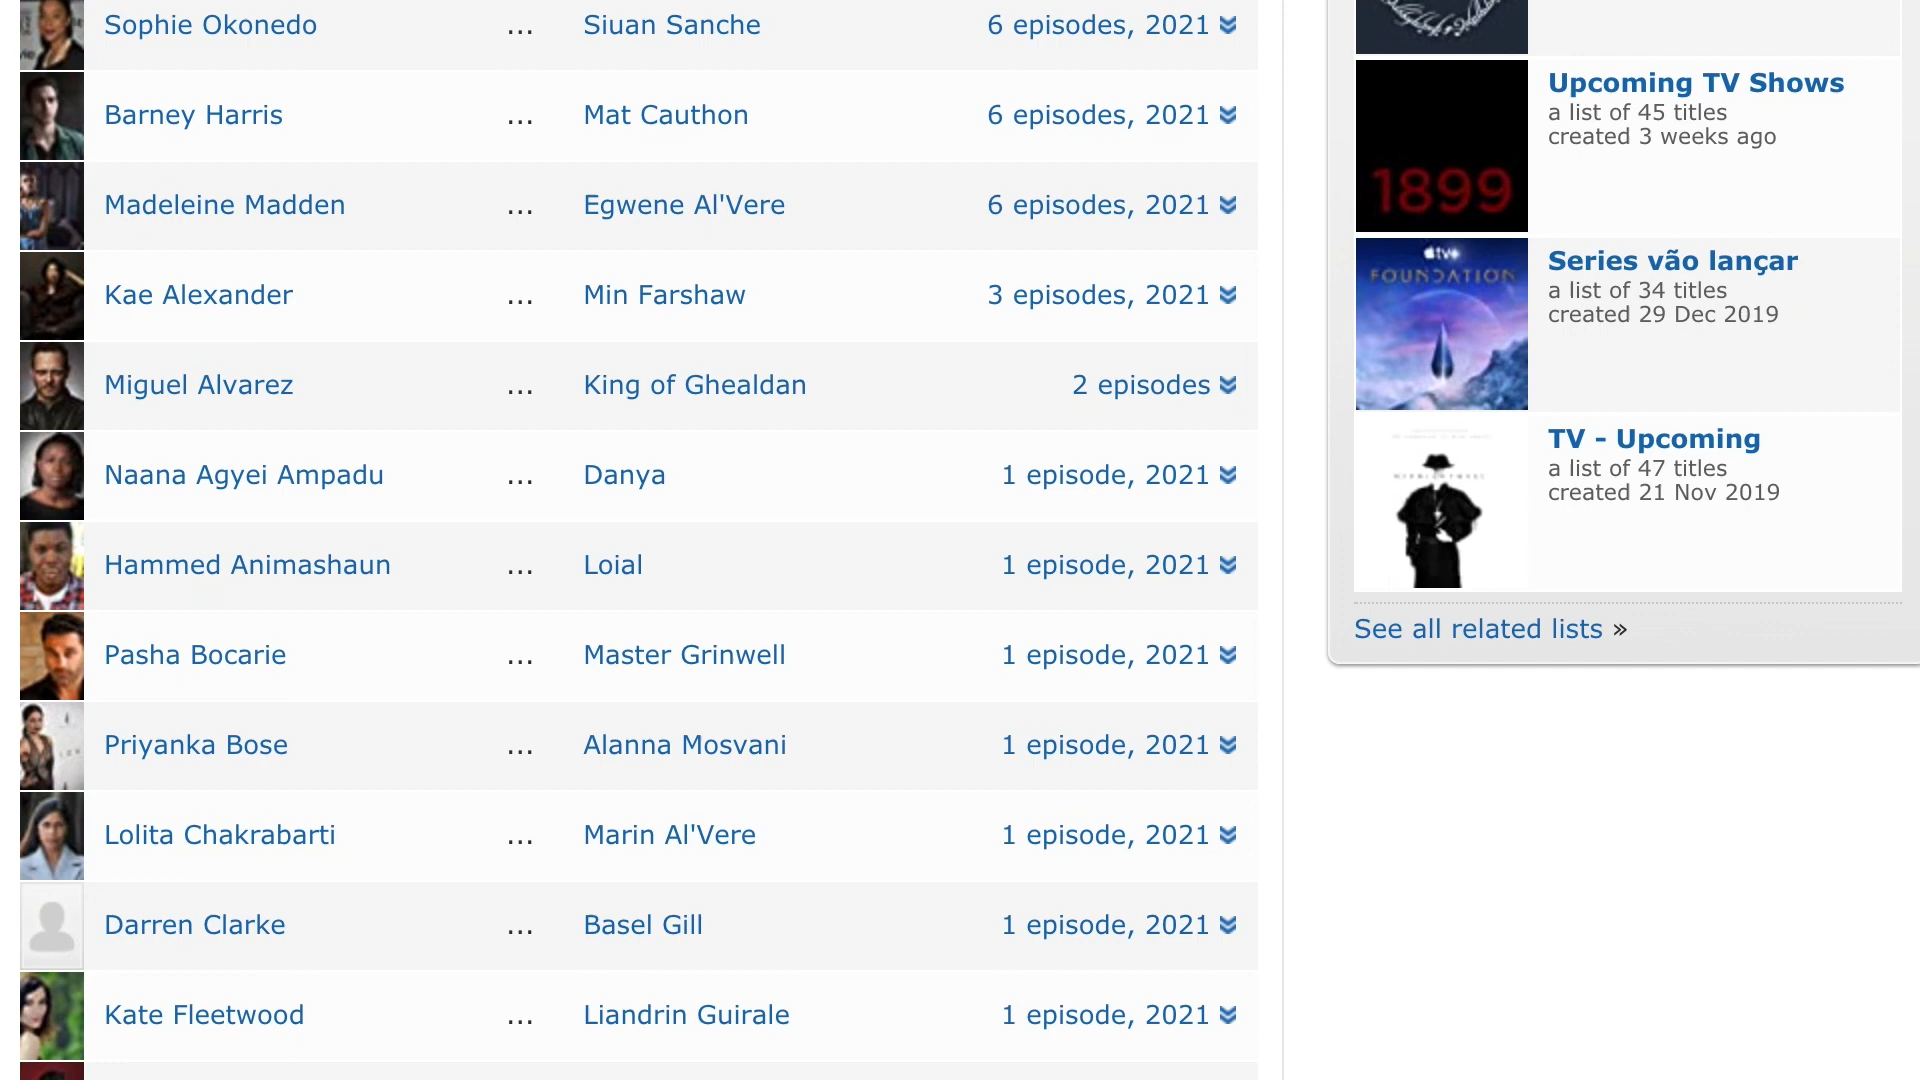 Sophie Okonedo ... Siuan Sanche 6 episodes, 2021
Barney Harris ... Mat Cauthon 6 episodes, 2021
Madeleine Madden ... Egwene Al'Vere 6 episodes, 2021
Kae Alexander ... Min Farshaw 3 episodes, 2021
Miguel Alvarez ... King of Ghealdan 2 episodes
Naana Agyei Ampadu ... Danya 1 episode, 2021
Hammed Animashaun ... Loial 1 episode, 2021
Pasha Bocarie ... Master Grinwell 1 episode, 2021
Priyanka Bose ... Alanna Mosvani 1 episode, 2021
Lolita Chakrabarti ... Marin Al'Vere 1 episode, 2021
Darren Clarke ... Basel Gill 1 episode, 2021
Kate Fleetwood ... Liandrin Guirale 1 episode, 2021
1899
Upcoming TV Shows
a list of 45 titles
created 3 weeks ago
tv+
FOUNDATION
Series vão lançar
a list of 34 titles
created 29 Dec 2019
TV - Upcoming
a list of 47 titles
created 21 Nov 2019
See all related lists »